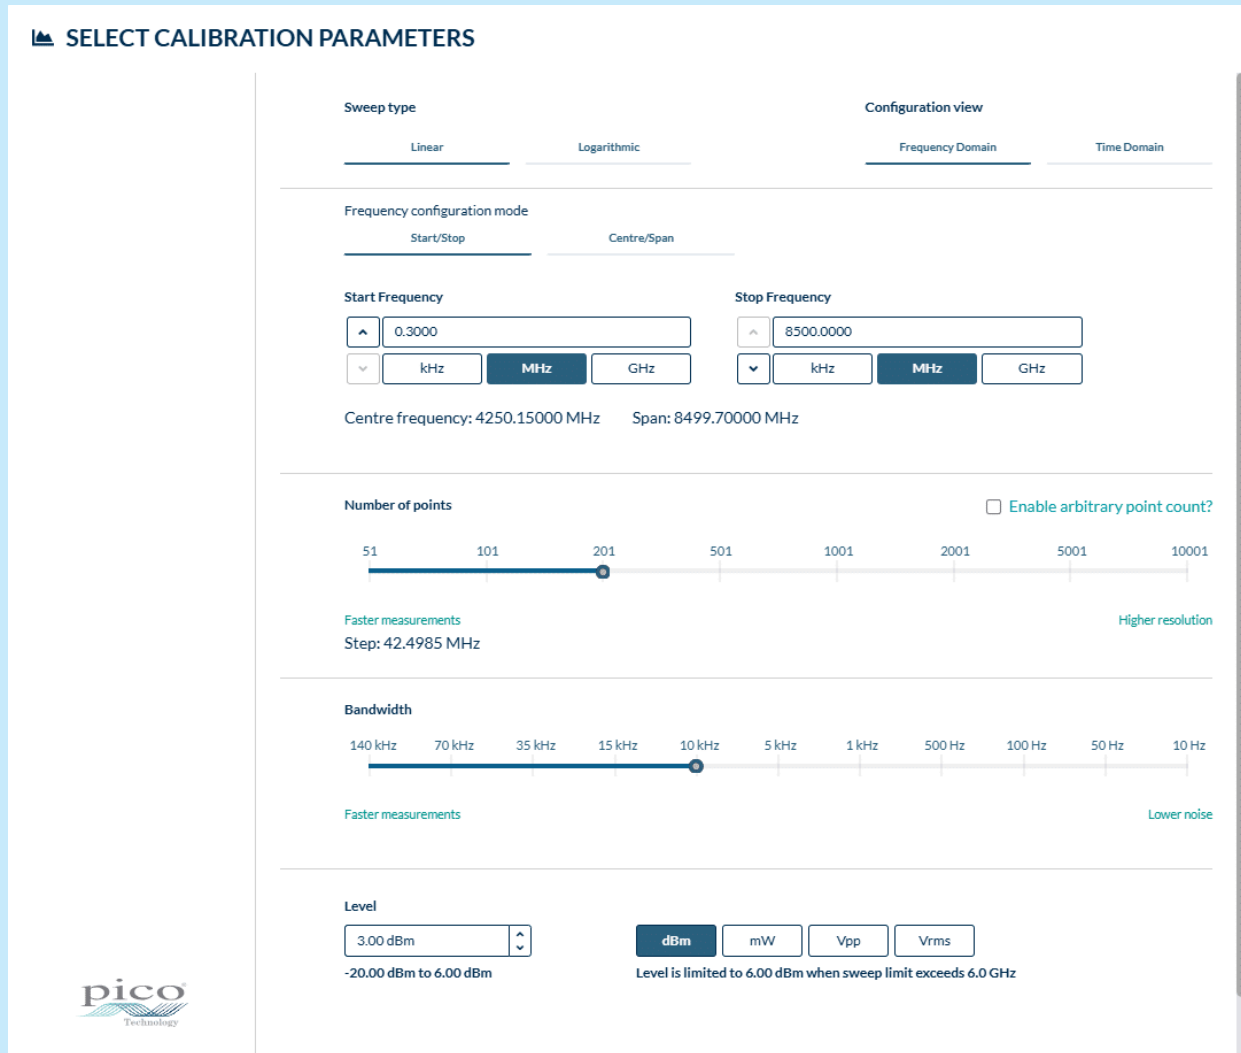 SELECT CALIBRATION PARAMETERS
Sweep type
Configuration view
Linear
Logarithmic
Frequency Domain
Time Domain
Frequency configuration mode
Start/Stop
Centre/Span
Start Frequency
Stop Frequency
0.3000
8500.0000
kHz
MHz
GHz
kHz
MHz
GHz
Centre frequency: 4250.15000 MHz
Span: 8499.70000 MHz
Number of points
Enable arbitrary point count?
51
101
201
501
1001
2001
5001
10001
Faster measurements
Higher resolution
Step: 42.4985 MHz
Bandwidth
140 kHz
70 kHz
35 kHz
15 kHz
10 kHz
5 kHz
1 kHz
500 Hz
100 Hz
50 Hz
10 Hz
Faster measurements
Lower noise
Level
3.00 dBm
dBm
mW
Vpp
Vrms
-20.00 dBm to 6.00 dBm
Level is limited to 6.00 dBm when sweep limit exceeds 6.0 GHz
pico
Technology